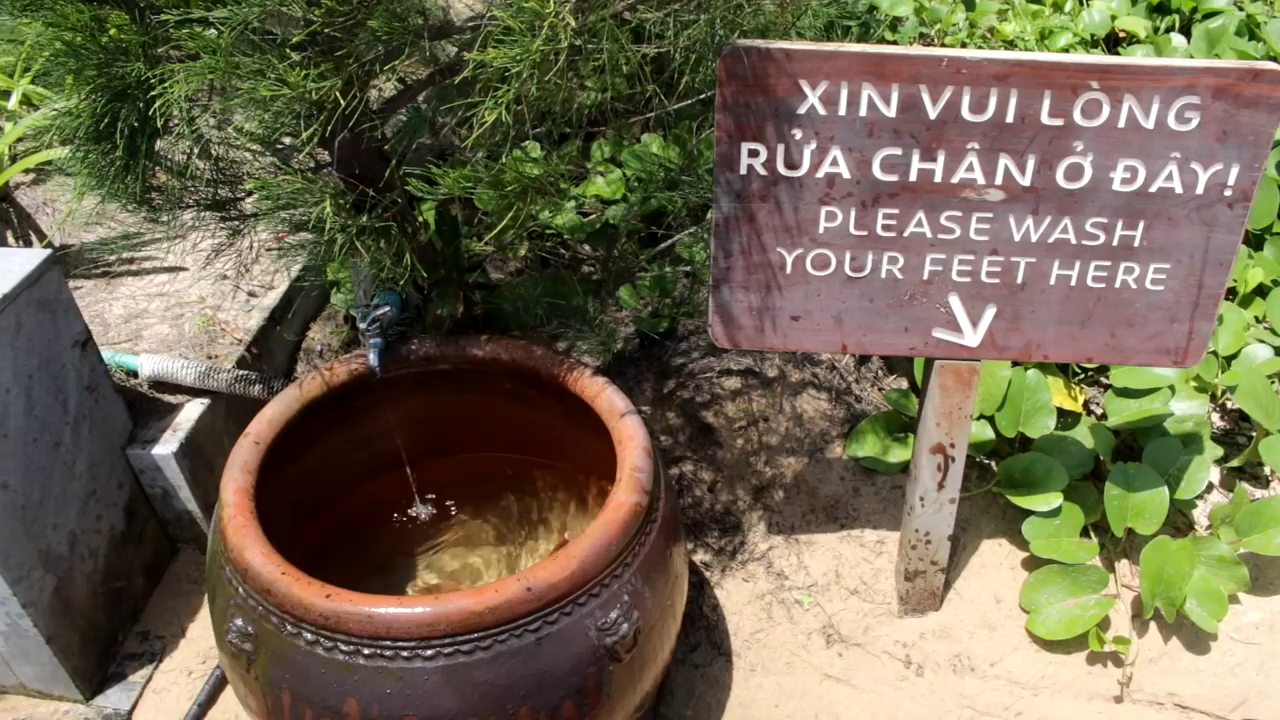 XIN VUI LÒNG
RỬA CHÂN Ở ĐÂY!
PLEASE WASH
YOUR FEET HERE